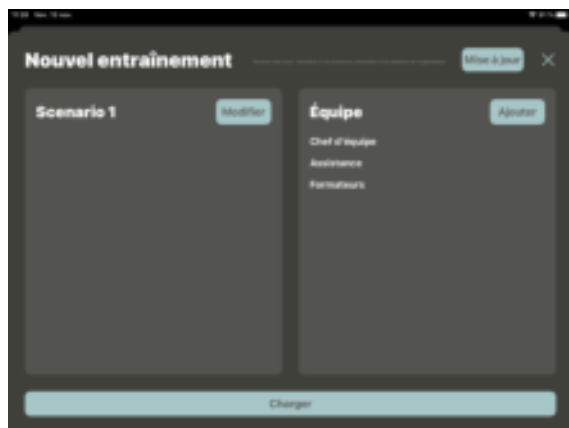 Nouvel entraînement
Mise à jour
Scenario 1
Modifier
Équipe
Ajouter
Chef d'équipe
Assistance
Formateurs
Charger